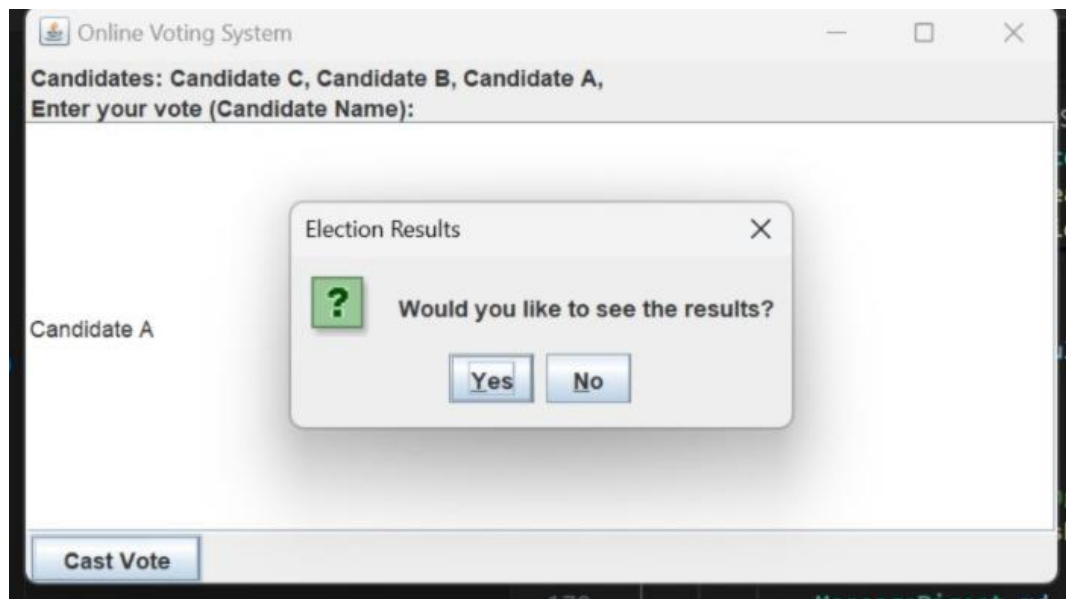 Online Voting System
Candidates: Candidate C, Candidate B, Candidate A,
Enter your vote (Candidate Name):
Election Results
?
Would you like to see the results?
Candidate A
Yes
No
Cast Vote